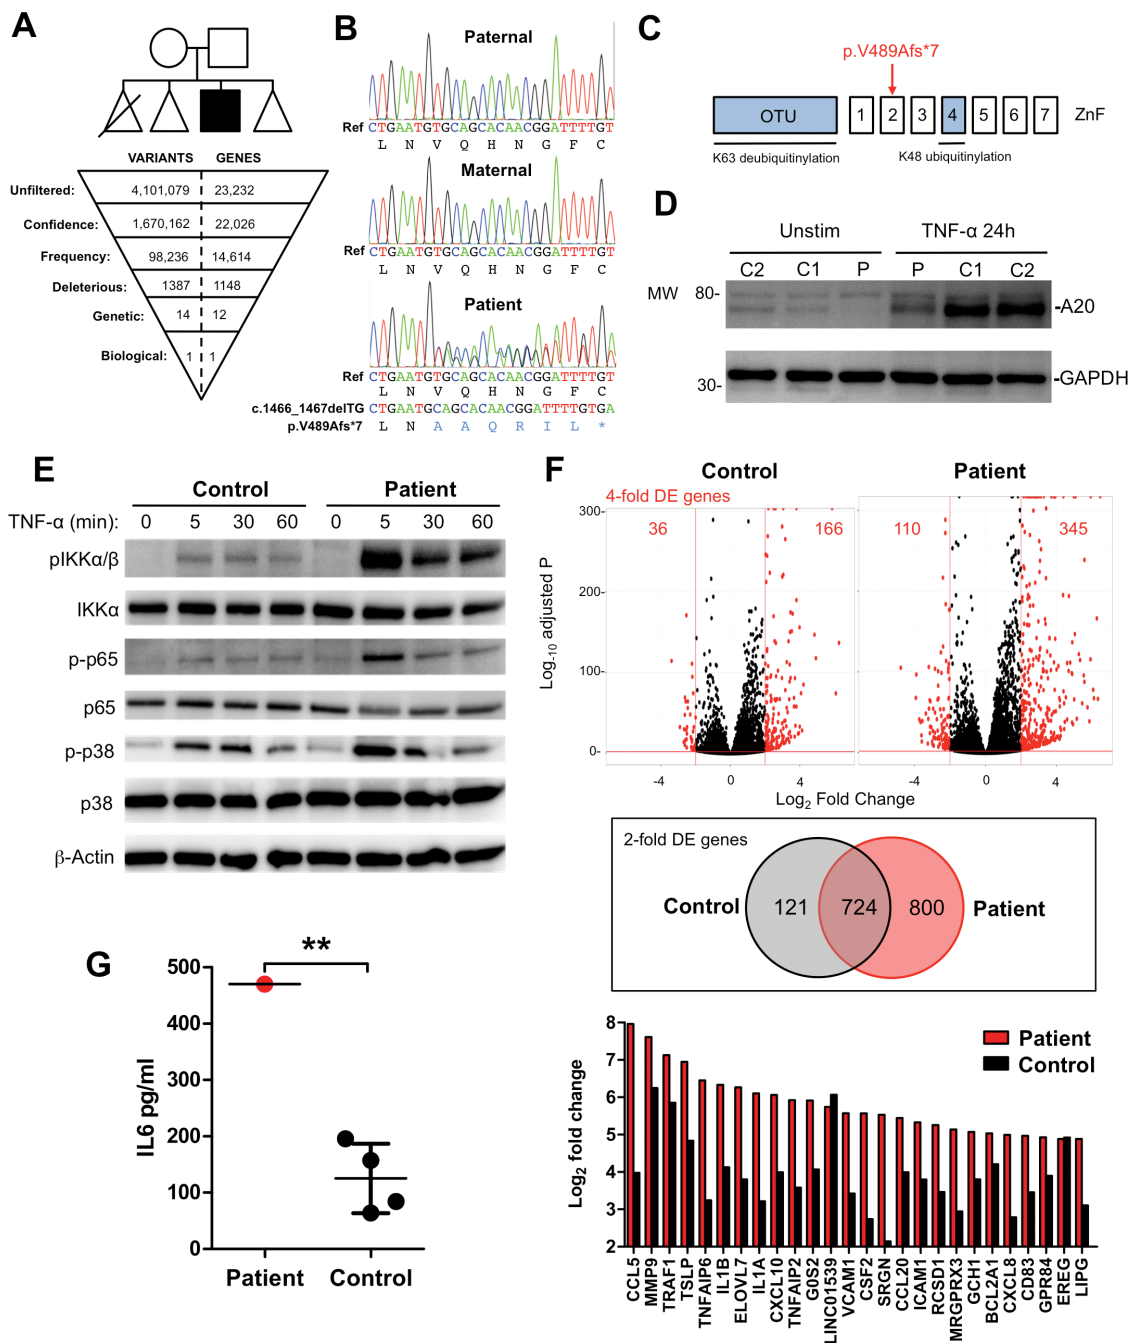 A
VARIANTS GENES
Unfiltered: 4,101,079 23,232
Confidence: 1,670,162 22,026
Frequency: 98,236 14,614
Deleterious: 1387 1148
Genetic: 14 12
Biological: 1 1
B
Paternal
Ref CTGAATGTGCAGCACAACGGATTTTGT
L N V Q H N G F C
Maternal
Ref CTGAATGTGCAGCACAACGGATTTTGT
L N V Q H N G F C
Patient
Ref CTGAATGTGCAGCACAACGGATTTTGT
L N V Q H N G F C
c.1466_1467delTG CTGAATGCAGCACAACGGATTTTGTGA
p.V489Afs*7 L N A A Q R I L *
C
p.V489Afs*7
OTU 1 2 3 4 5 6 7 ZnF
K63 deubiquitinylation K48 ubiquitinylation
D
Unstim TNF-α 24h
C2 C1 P P C1 C2
MW 80- -A20
30- -GAPDH
E
Control Patient
TNF-α (min): 0 5 30 60 0 5 30 60
pIKKα/β
IKKα
p-p65
p65
p-p38
p38
β-Actin
F
Control Patient
4-fold DE genes
36 166 110 345
Log-10 adjusted P
300-
200-
100-
0-
-4 0 4 -4 0 4
Log2 Fold Change
2-fold DE genes
Control 121 724 800 Patient
G
**
IL6 pg/ml
500
400
300
200
100
0
Patient Control
Log2 fold change
8
7
6
5
4
3
2
Patient
Control
CCL5
MMP9
TRAF1
TSLP
TNFAIP6
IL1B
ELOVL7
IL1A
CXCL10
TNFAIP2
G0S2
LINC01539
VCAM1
CSF2
SRGN
CCL20
ICAM1
RCSD1
MRGPRX3
GCH1
BCL2A1
CXCL8
CD83
GPR84
EREG
LIPG